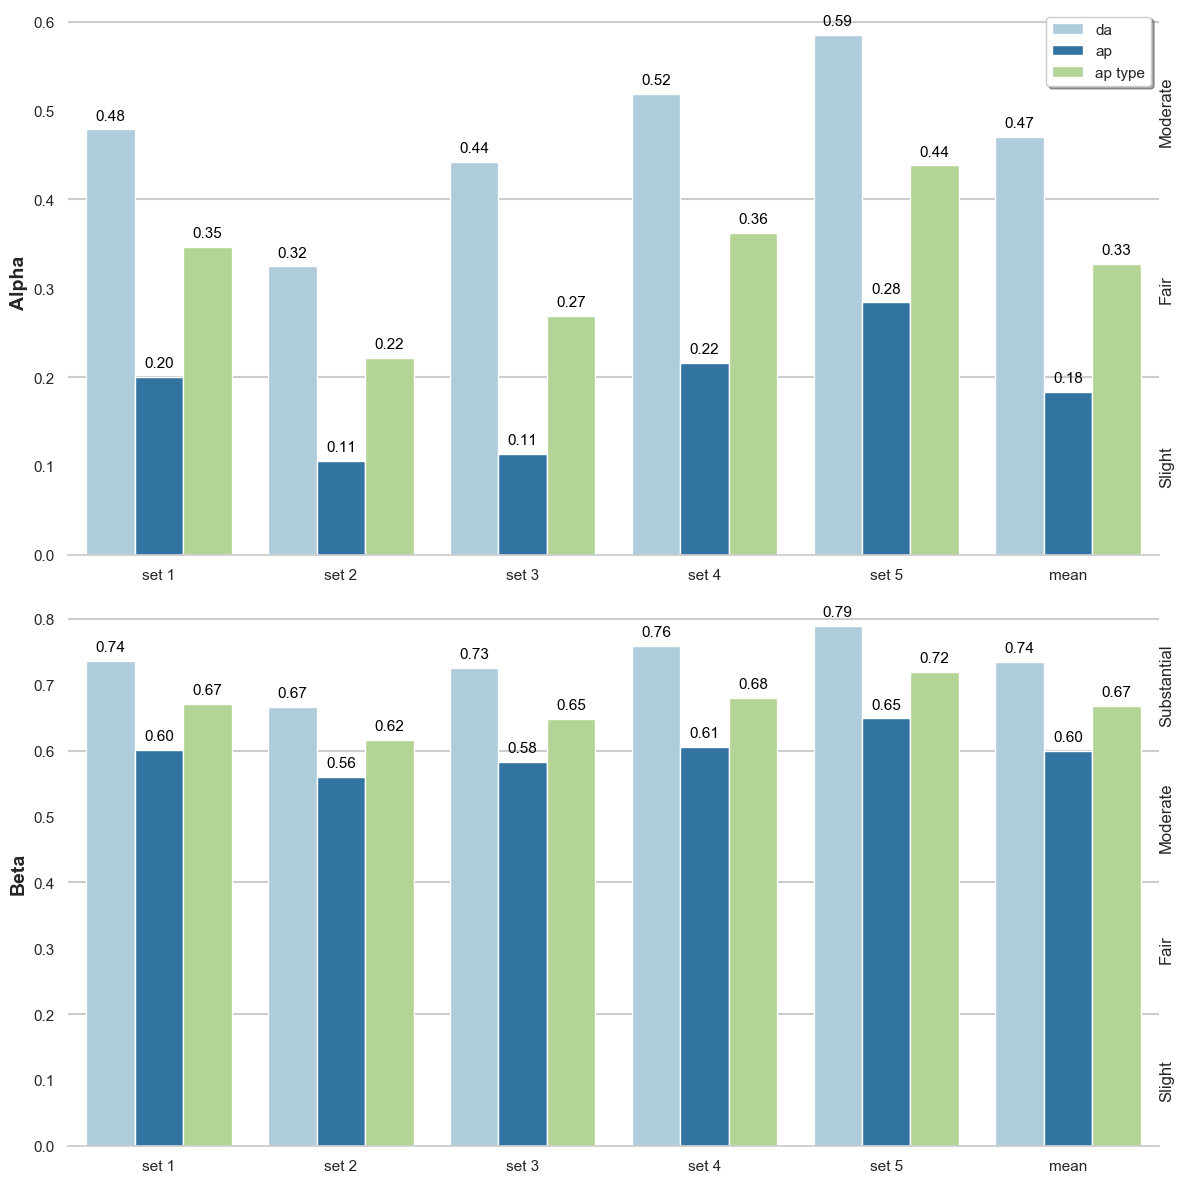 0.6
0.5
0.4
0.3
0.2
0.1
0.0
Alpha
0.48
0.20
0.35
0.32
0.11
0.22
0.44
0.11
0.27
0.52
0.22
0.36
0.59
0.28
0.44
0.47
0.18
0.33
da
ap
ap type
Moderate
Fair
Slight
set 1
set 2
set 3
set 4
set 5
mean
0.8
0.7
0.6
0.5
0.4
0.3
0.2
0.1
0.0
Beta
0.74
0.60
0.67
0.67
0.56
0.62
0.73
0.58
0.65
0.76
0.61
0.68
0.79
0.65
0.72
0.74
0.60
0.67
Substantial
Moderate
Fair
Slight
set 1
set 2
set 3
set 4
set 5
mean